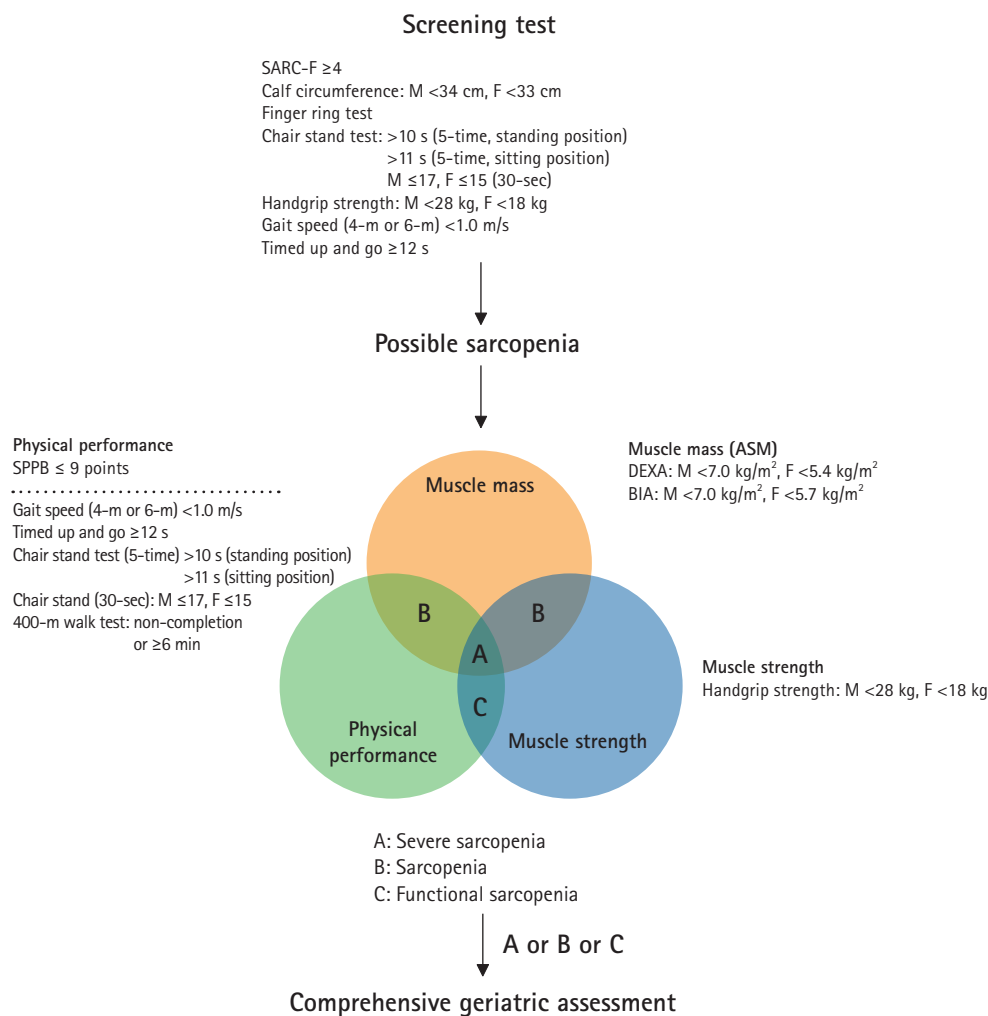 Screening test
SARC-F ≥4
Calf circumference: M <34 cm, F <33 cm
Finger ring test
Chair stand test: >10 s (5-time, standing position)
>11 s (5-time, sitting position)
M ≤17, F ≤15 (30-sec)
Handgrip strength: M <28 kg, F <18 kg
Gait speed (4-m or 6-m) <1.0 m/s
Timed up and go ≥12 s
Possible sarcopenia
Physical performance
SPPB ≤ 9 points
Gait speed (4-m or 6-m) <1.0 m/s
Timed up and go ≥12 s
Chair stand test (5-time) >10 s (standing position)
>11 s (sitting position)
Chair stand (30-sec): M ≤17, F ≤15
400-m walk test: non-completion
or ≥6 min
Muscle mass (ASM)
DEXA: M <7.0 kg/m², F <5.4 kg/m²
BIA: M <7.0 kg/m², F <5.7 kg/m²
Muscle mass
B
B
A
C
Physical
performance
Muscle strength
Muscle strength
Handgrip strength: M <28 kg, F <18 kg
A: Severe sarcopenia
B: Sarcopenia
C: Functional sarcopenia
A or B or C
Comprehensive geriatric assessment